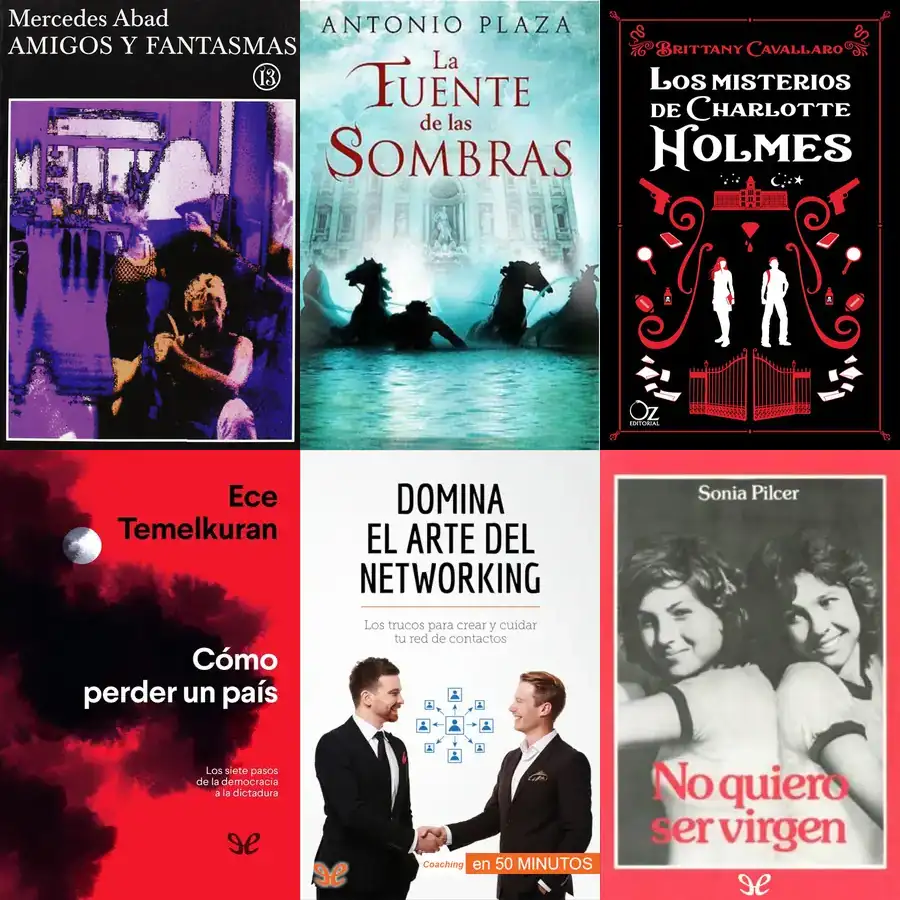 Mercedes Abad
AMIGOS Y FANTASMAS
13
ANTONIO PLAZA
La
FUENTE
de las
SOMBRAS
BRITTANY CAVALLARO
LOS MISTERIOS
DE CHARLOTTE
HOLMES
OZ
EDITORIAL
Ece
Temelkuran
Cómo
perder un país
Los siete pasos
de la democracia
a la dictadura
DOMINA
EL ARTE DEL
NETWORKING
Los trucos para crear y cuidar
tu red de contactos
Coaching en 50 MINUTOS
Sonia Pilcer
No quiero
ser virgen